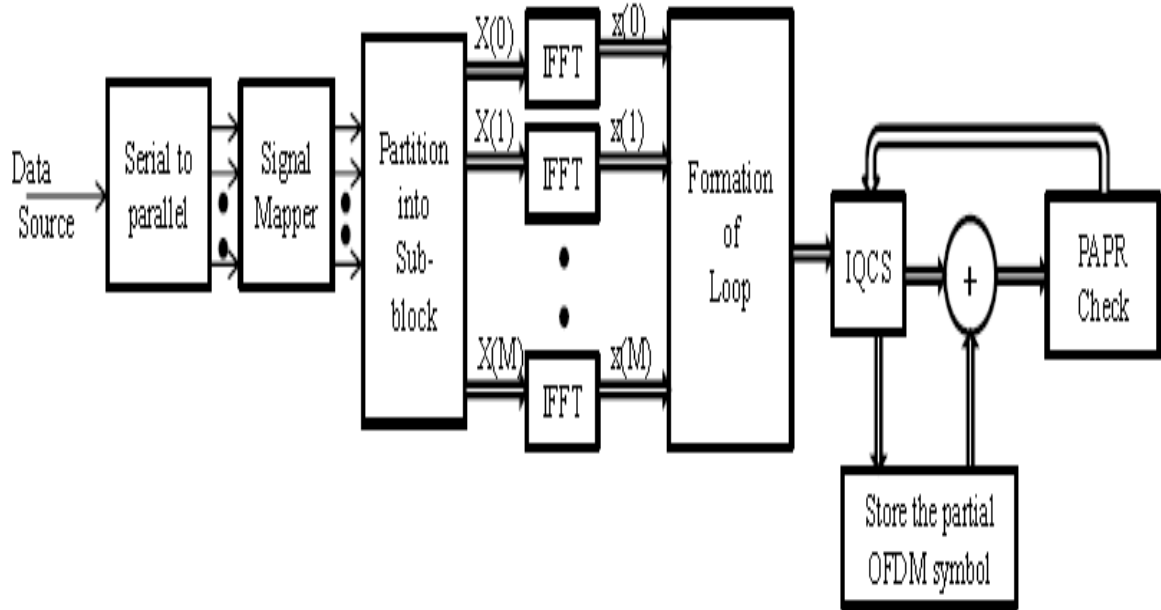 Data
Source
Serial to
parallel
Signal
Mapper
Partition
into
Sub-
block
X(0)
IFFT
x(0)
X(1)
IFFT
x(1)
X(M)
IFFT
x(M)
Formation
of
Loop
IQCS
+
PAPR
Check
Store the partial
OFDM symbol